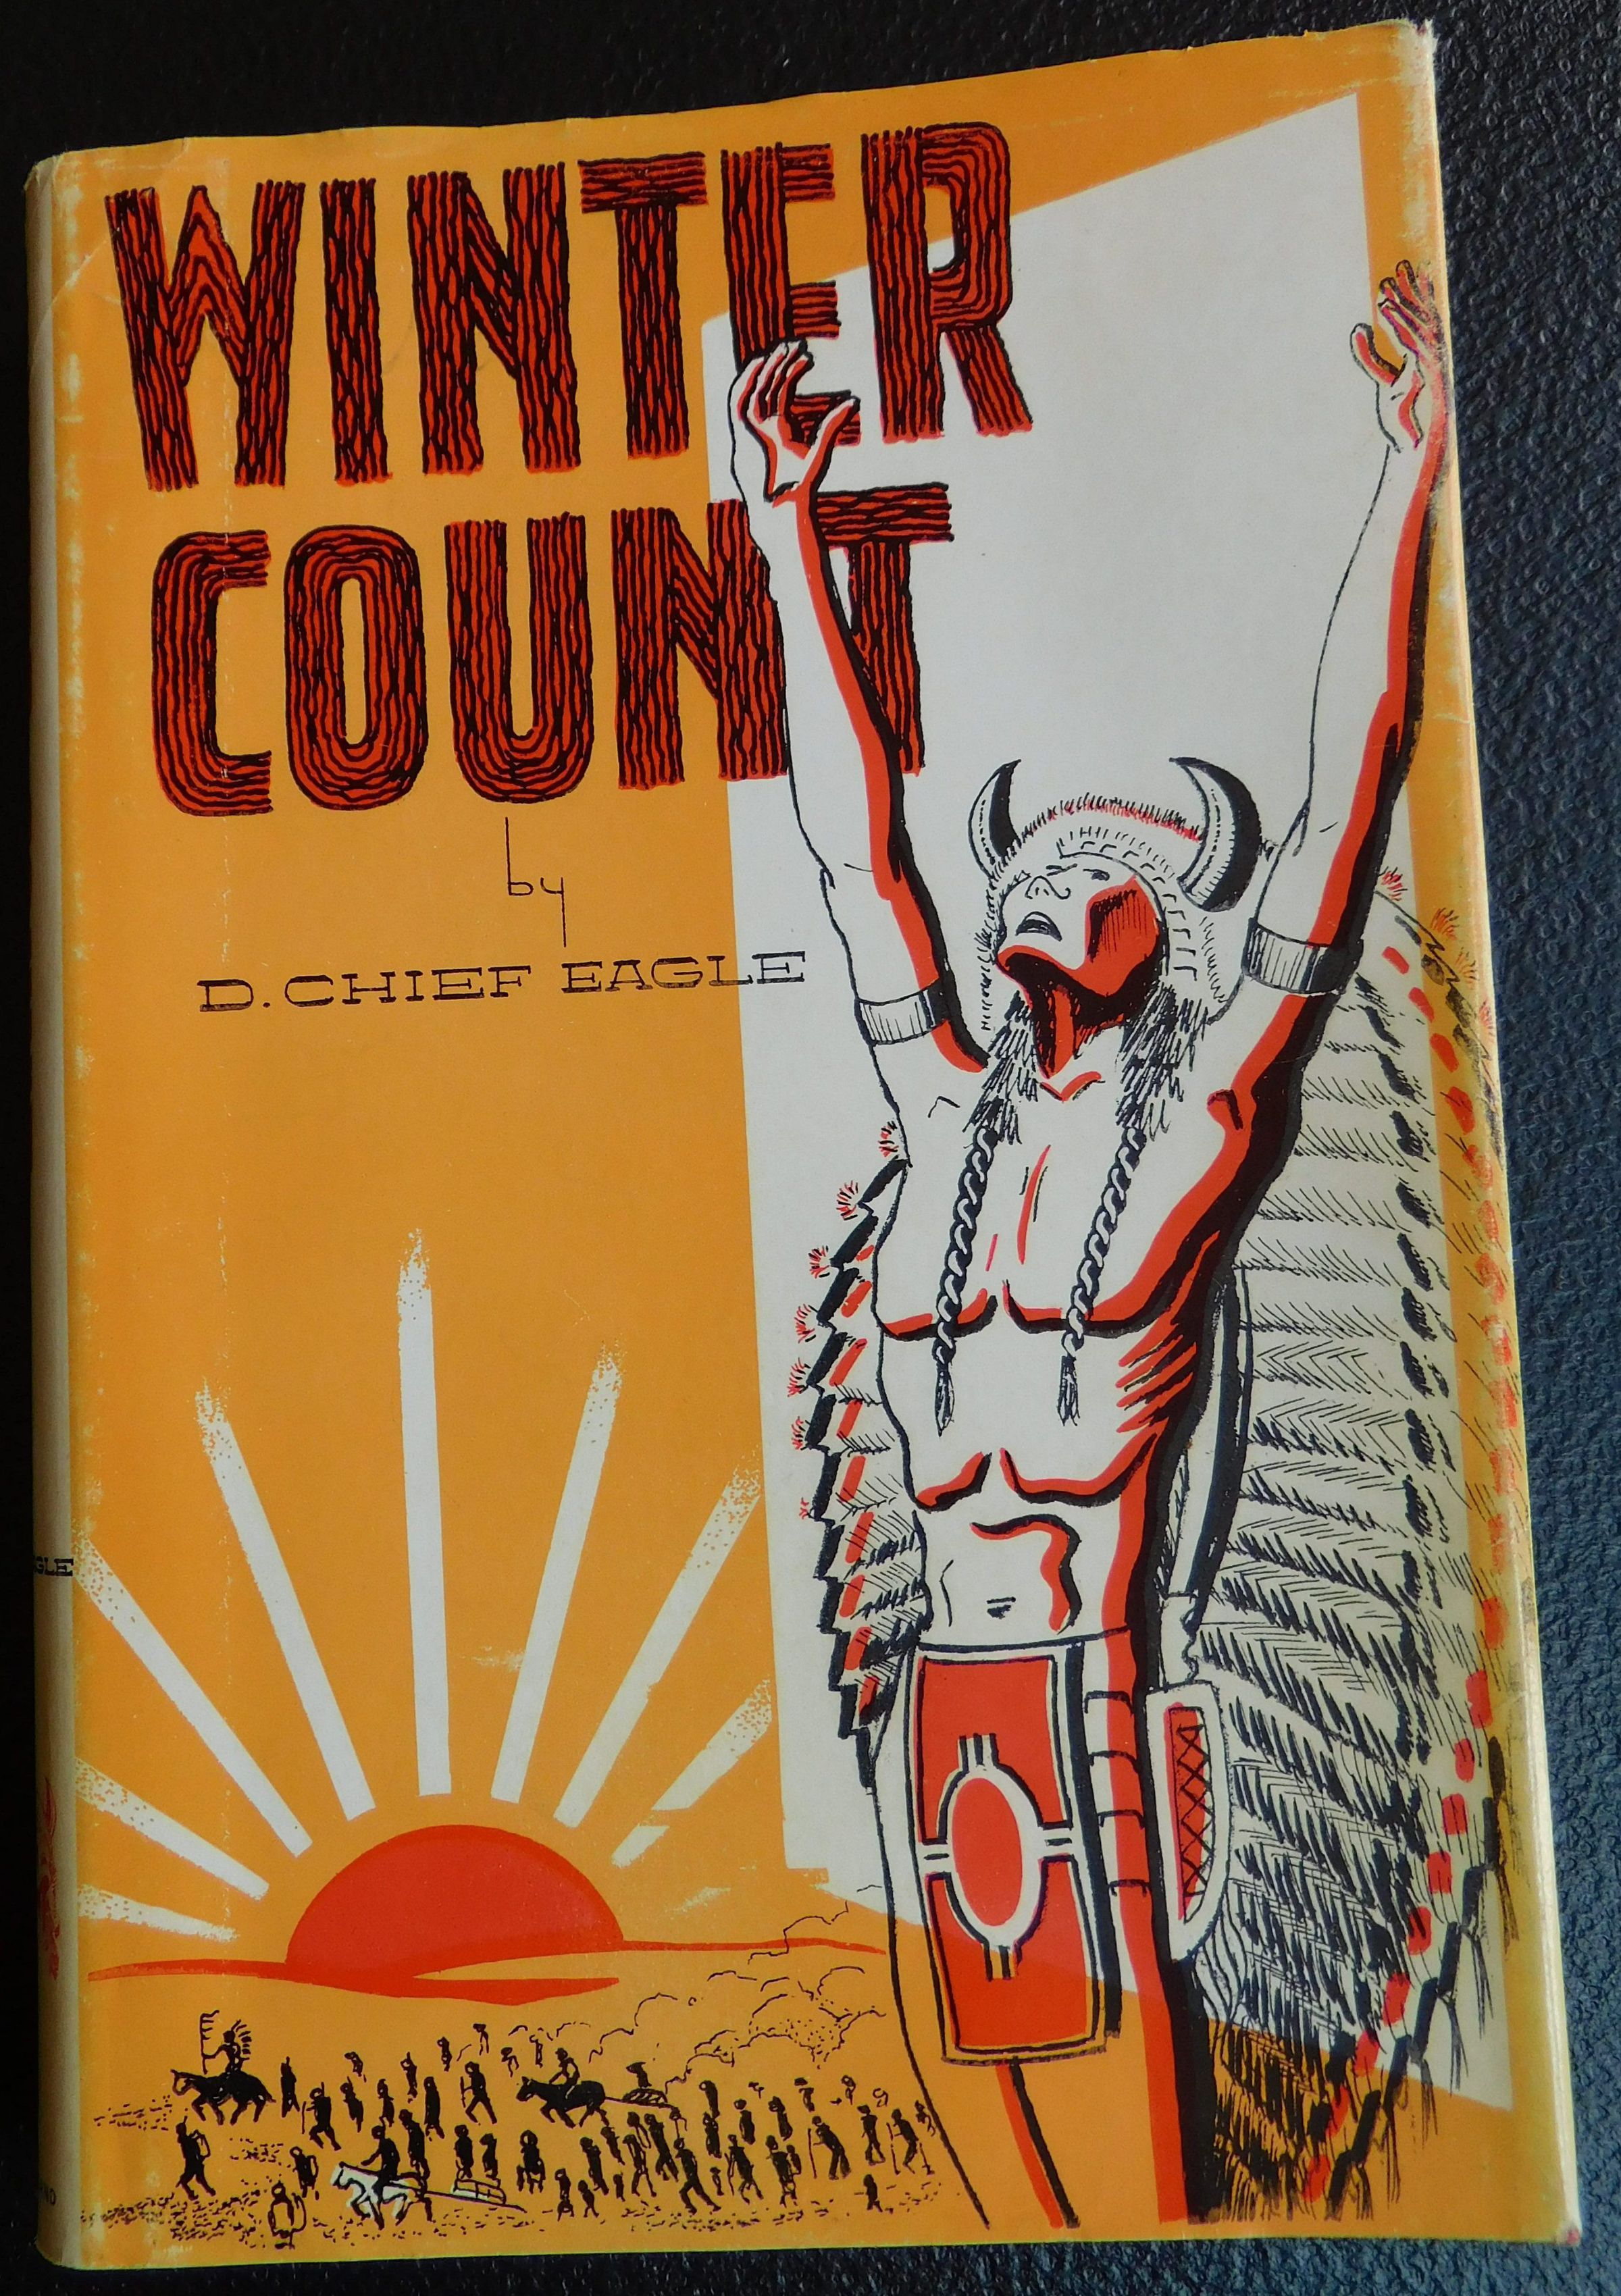 WINTER
COUNT
by
D. CHIEF EAGLE